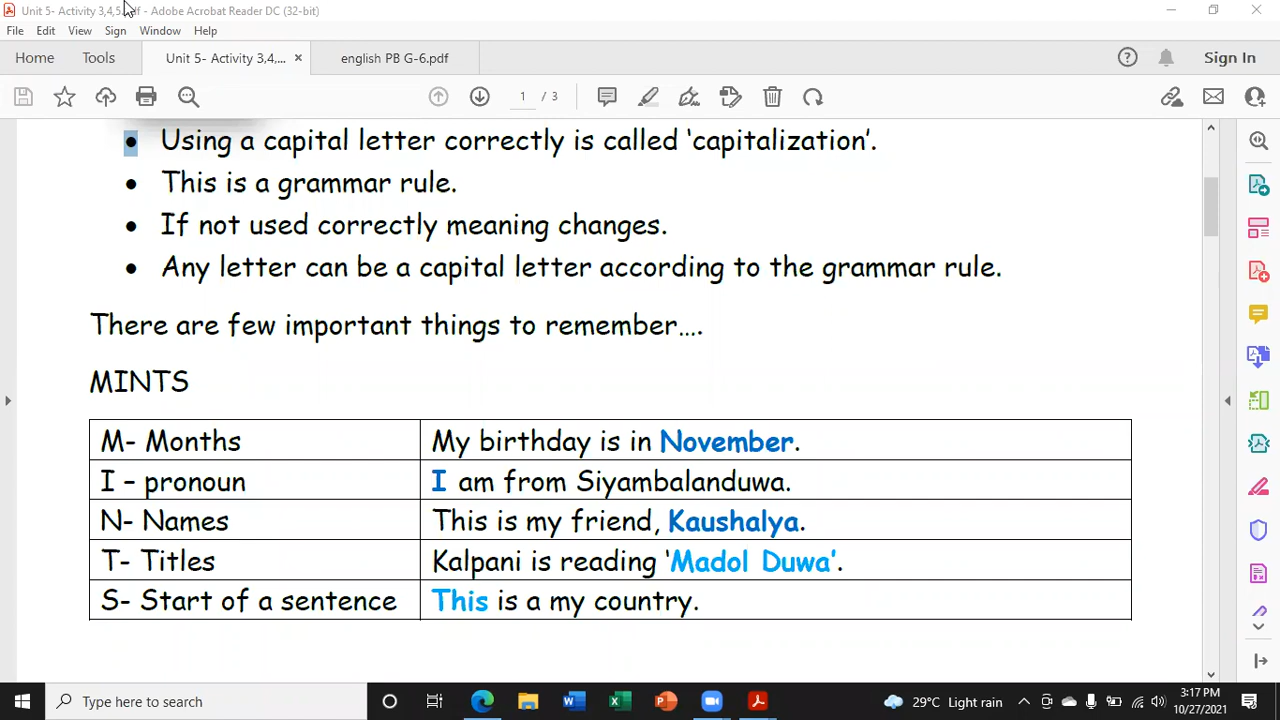 Unit 5- Activity 3,4,5.pdf - Adobe Acrobat Reader DC (32-bit)
File Edit View Sign Window Help
Home Tools Unit 5- Activity 3,4,... × english PB G-6.pdf Sign In
1 / 3
• Using a capital letter correctly is called ‘capitalization’.
• This is a grammar rule.
• If not used correctly meaning changes.
• Any letter can be a capital letter according to the grammar rule.
There are few important things to remember….
MINTS
M- Months My birthday is in November.
I – pronoun I am from Siyambalanduwa.
N- Names This is my friend, Kaushalya.
T- Titles Kalpani is reading ‘Madol Duwa’.
S- Start of a sentence This is a my country.
Type here to search 29°C Light rain 3:17 PM
10/27/2021